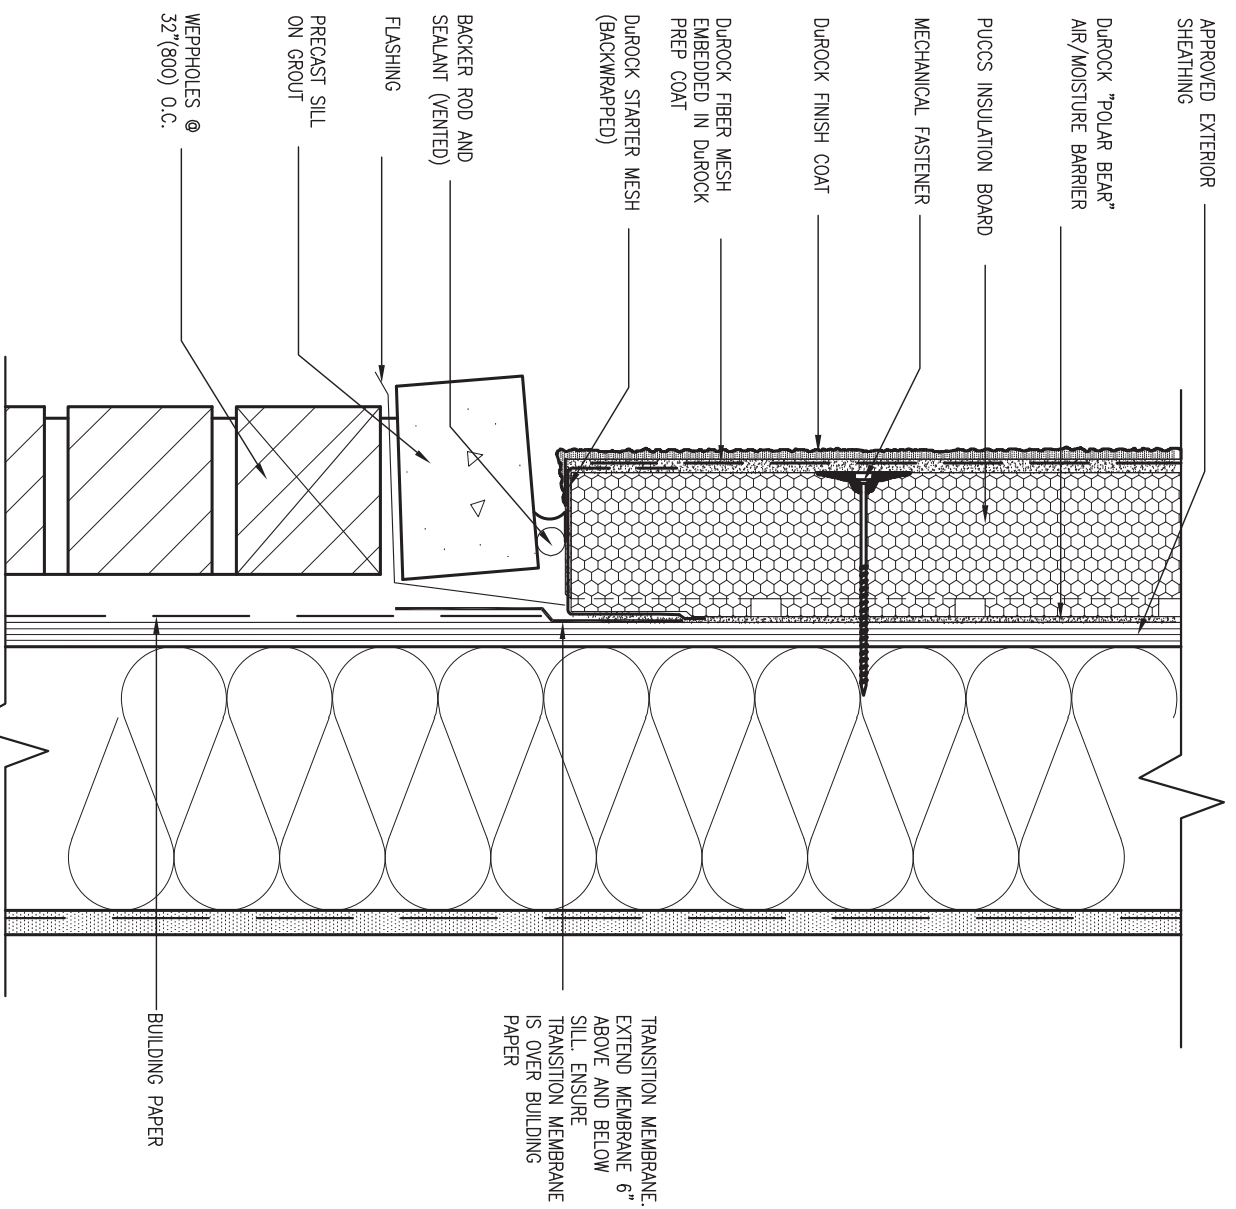 APPROVED EXTERIOR
SHEATHING
DuROCK "POLAR BEAR"
AIR/MOISTURE BARRIER
PUCCS INSULATION BOARD
MECHANICAL FASTENER
DuROCK FINISH COAT
DuROCK FIBER MESH
EMBEDDED IN DuROCK
PREP COAT
DuROCK STARTER MESH
(BACKWRAPPED)
BACKER ROD AND
SEALANT (VENTED)
FLASHING
PRECAST SILL
ON GROUT
WEPPHOLES @
32"(800) O.C.
TRANSITION MEMBRANE.
EXTEND MEMBRANE 6"
ABOVE AND BELOW
SILL. ENSURE
TRANSITION MEMBRANE
IS OVER BUILDING
PAPER
BUILDING PAPER